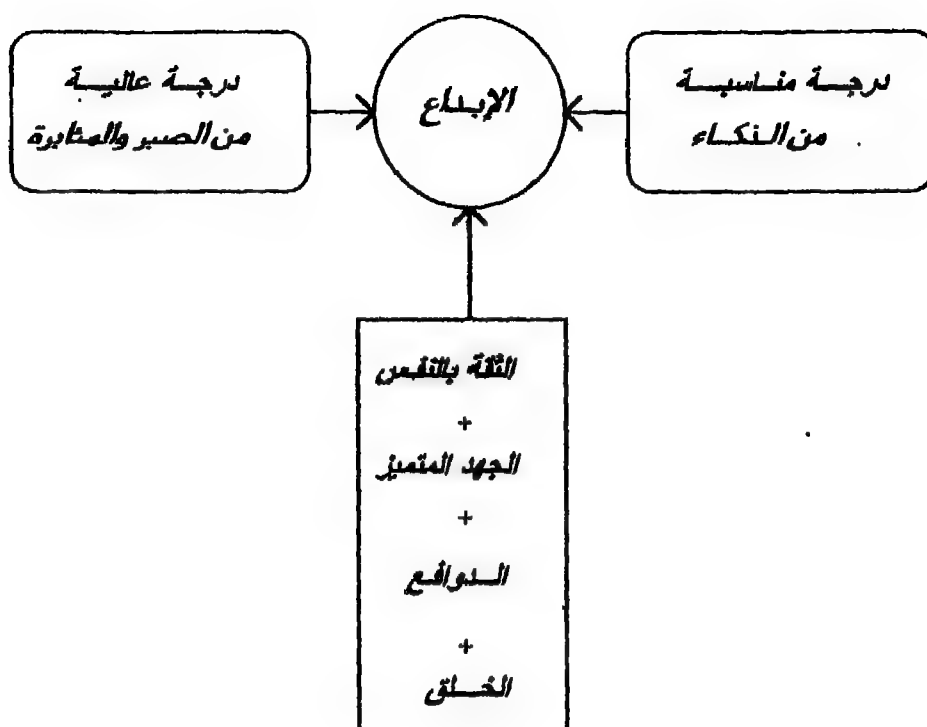 درجة مناسبة
من الذكاء
الإبداع
درجة عالية
من الصبر والمثابرة
الثقة بالنفس
+
الجهد المتميز
+
الدوافع
+
الخلق